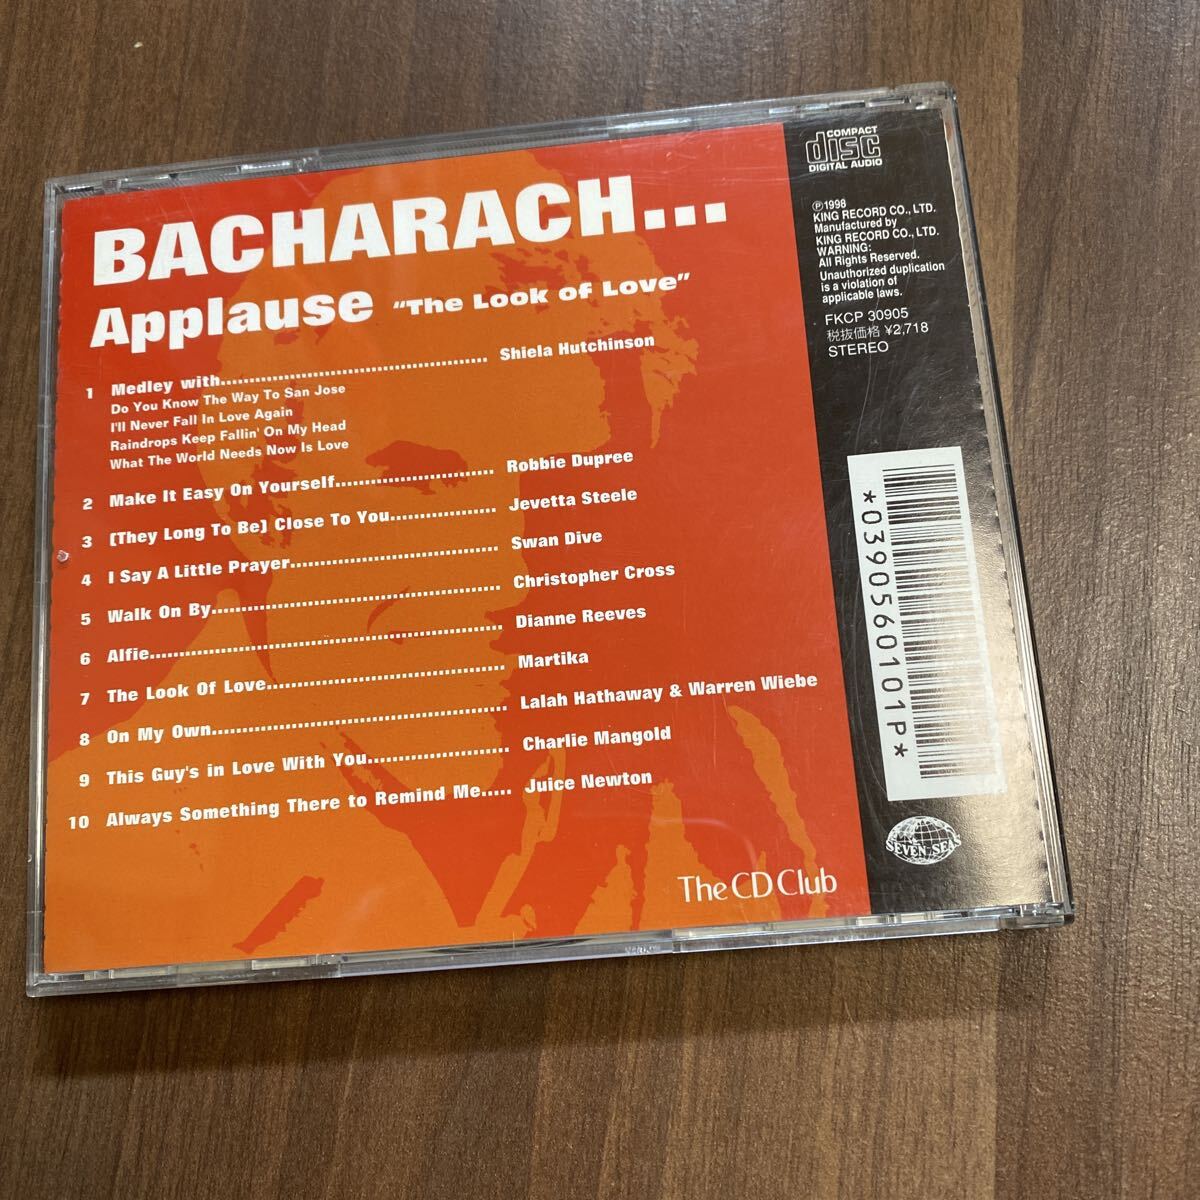 BACHARACH...
Applause "The Look of Love"
1 Medley with.................................................. Shiela Hutchinson
Do You Know The Way To San Jose
I'll Never Fall In Love Again
Raindrops Keep Fallin' On My Head
What The World Needs Now Is Love
2 Make It Easy On Yourself............................. Robbie Dupree
3 (They Long To Be) Close To You................... Jevetta Steele
4 I Say A Little Prayer..................................... Swan Dive
5 Walk On By.................................................. Christopher Cross
6 Alfie............................................................ Dianne Reeves
7 The Look Of Love.......................................... Martika
8 On My Own................................................... Lalah Hathaway & Warren Wiebe
9 This Guy's in Love With You......................... Charlie Mangold
10 Always Something There to Remind Me..... Juice Newton
The CD Club
COMPACT
disc
DIGITAL AUDIO
℗1998
KING RECORD CO., LTD.
Manufactured by
KING RECORD CO., LTD.
WARNING:
All Rights Reserved.
Unauthorized duplication
is a violation of
applicable laws.
FKCP 30905
税抜価格 ¥2,718
STEREO
*0390560101P*
SEVEN SEAS